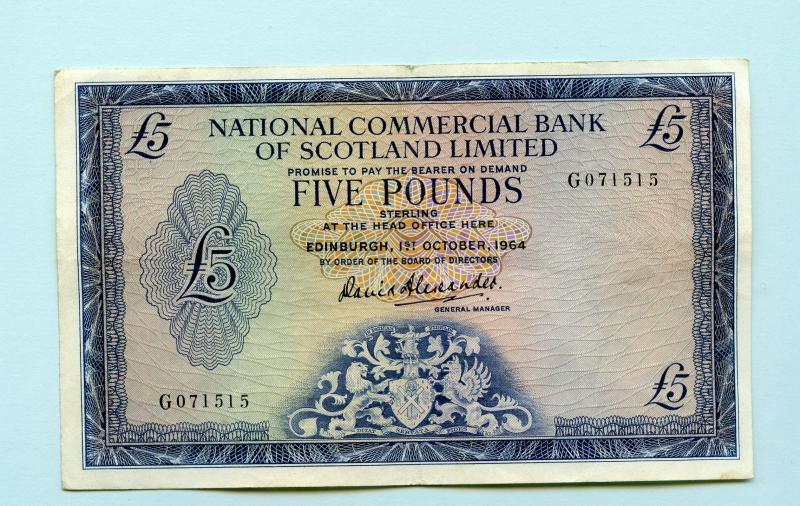 £5
£5
NATIONAL COMMERCIAL BANK
OF SCOTLAND LIMITED
PROMISE TO PAY THE BEARER ON DEMAND
FIVE POUNDS
G071515
STERLING
AT THE HEAD OFFICE HERE
EDINBURGH, 1ST OCTOBER, 1964
BY ORDER OF THE BOARD OF DIRECTORS
£5
David Alexander.
GENERAL MANAGER
£5
G071515